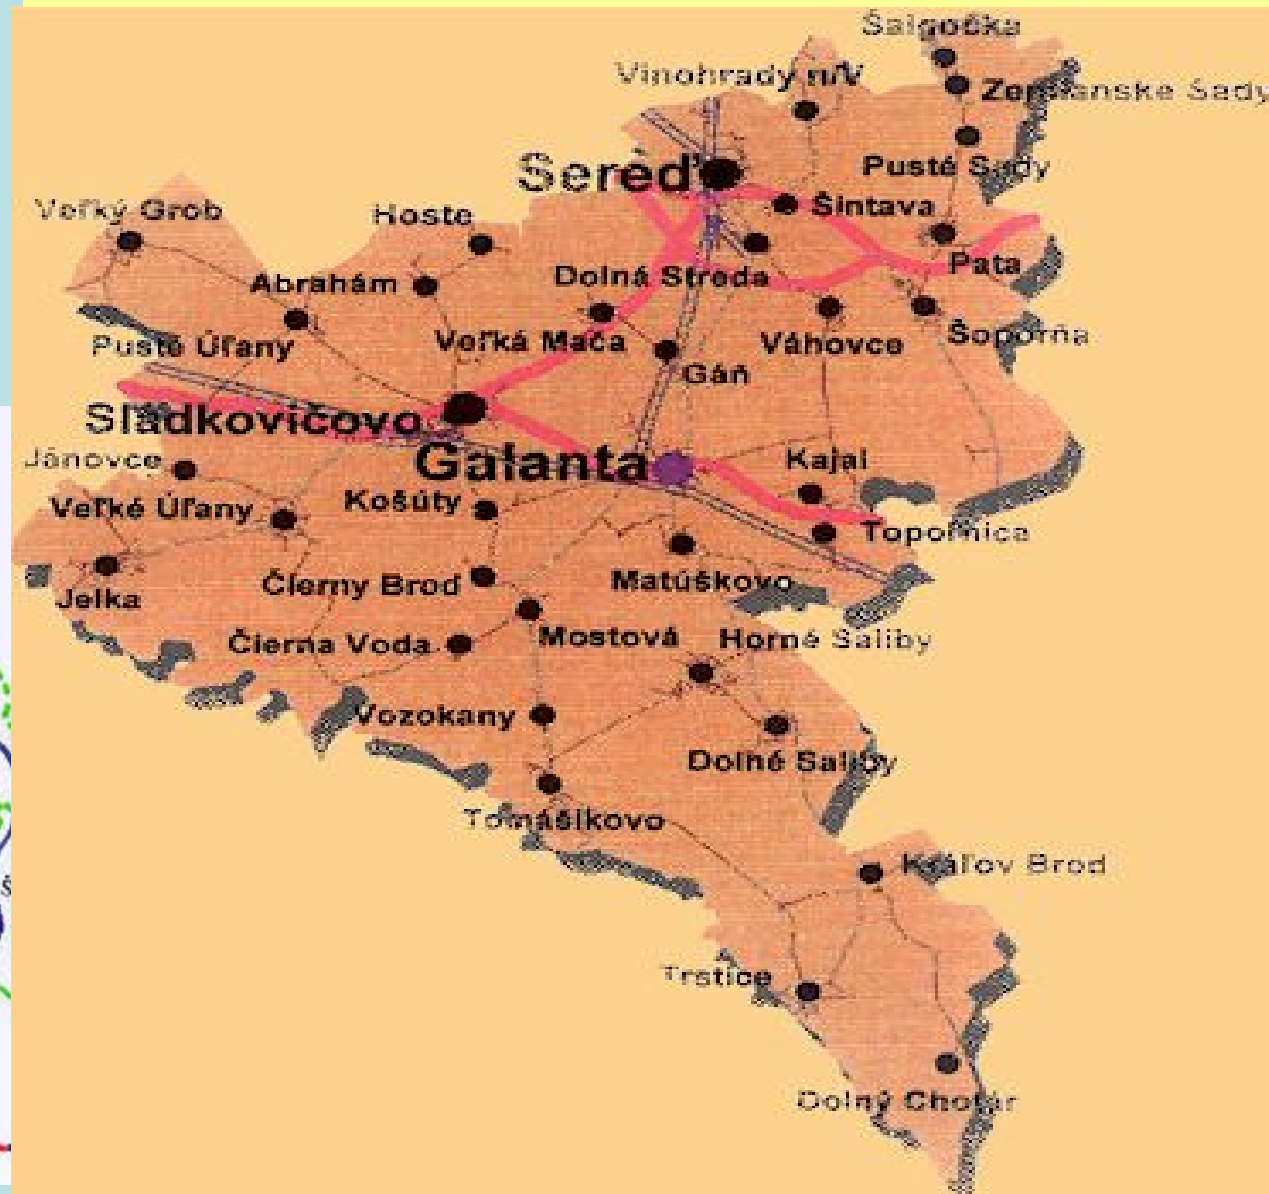 Šalgočka
Vinohrady n/V
Zemianske Sady
Pusté Sady
Sereď
Šintava
Veľký Grob
Hoste
Pata
Abrahám
Dolná Streda
Pusté Úľany
Veľká Mača
Váhovce
Šoporňa
Gáň
Sládkovičovo
Jánovce
Galanta
Kajal
Veľké Úľany
Košúty
Topoľnica
Jelka
Čierny Brod
Matúškovo
Čierna Voda
Mostová
Horné Saliby
Vozokany
Dolné Saliby
Tomášikovo
Kráľov Brod
Trstice
Dolný Chotár